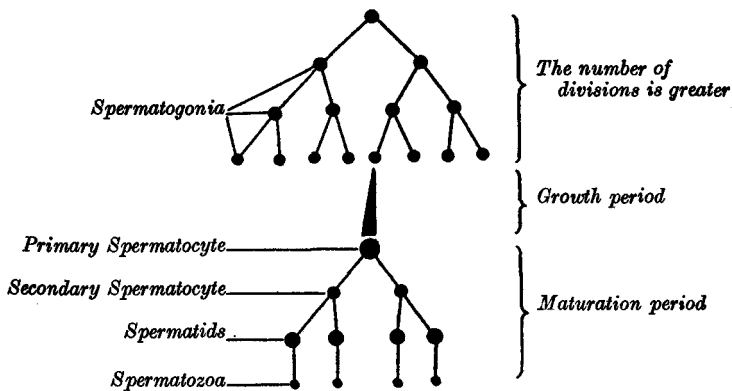 The number of
divisions is greater
Spermatogonia
Growth period
Primary Spermatocyte
Secondary Spermatocyte
Maturation period
Spermatids
Spermatozoa